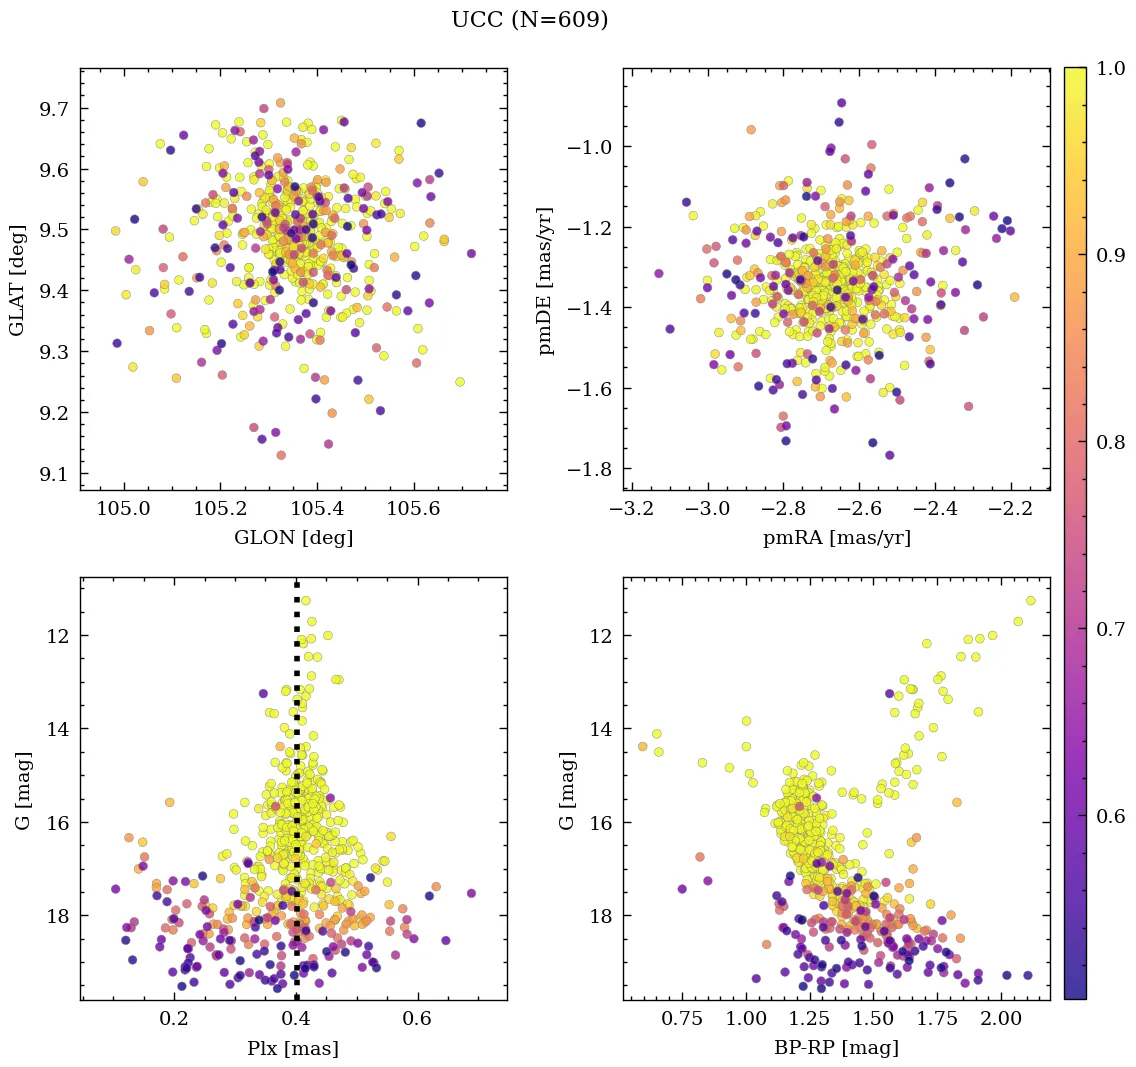 UCC (N=609)
9.7
9.6
9.5
9.4
9.3
9.2
9.1
GLAT [deg]
105.0 105.2 105.4 105.6
GLON [deg]
−1.0
−1.2
−1.4
−1.6
−1.8
pmDE [mas/yr]
−3.2 −3.0 −2.8 −2.6 −2.4 −2.2
pmRA [mas/yr]
12
14
16
18
G [mag]
0.2 0.4 0.6
Plx [mas]
12
14
16
18
G [mag]
0.75 1.00 1.25 1.50 1.75 2.00
BP-RP [mag]
1.0
0.9
0.8
0.7
0.6